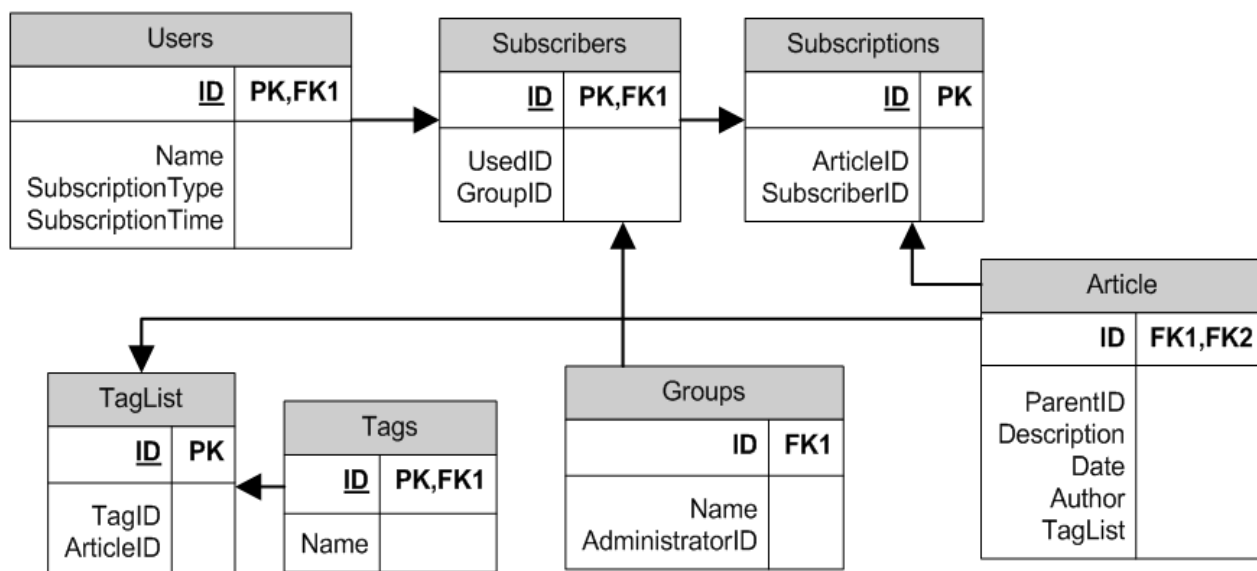 Users
ID PK,FK1
Name
SubscriptionType
SubscriptionTime
Subscribers
ID PK,FK1
UsedID
GroupID
Subscriptions
ID PK
ArticleID
SubscriberID
Article
ID FK1,FK2
ParentID
Description
Date
Author
TagList
TagList
ID PK
TagID
ArticleID
Tags
ID PK,FK1
Name
Groups
ID FK1
Name
AdministratorID